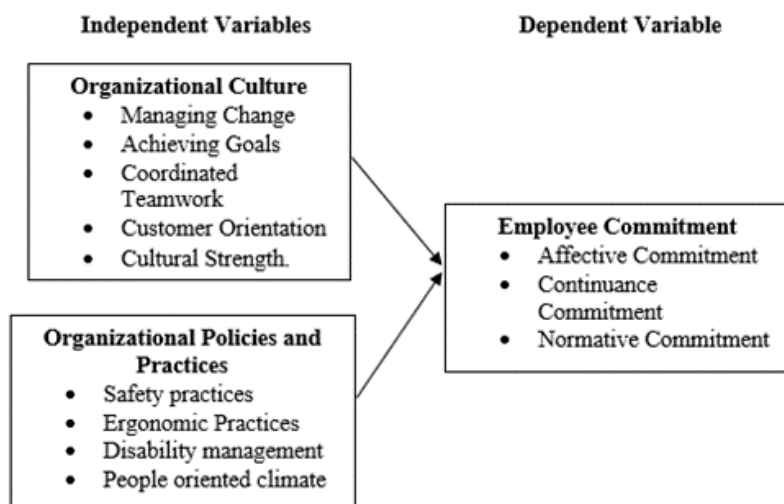 Independent Variables
Dependent Variable
Organizational Culture
• Managing Change
• Achieving Goals
• Coordinated
Teamwork
• Customer Orientation
• Cultural Strength.
Organizational Policies and
Practices
• Safety practices
• Ergonomic Practices
• Disability management
• People oriented climate
Employee Commitment
• Affective Commitment
• Continuance
Commitment
• Normative Commitment